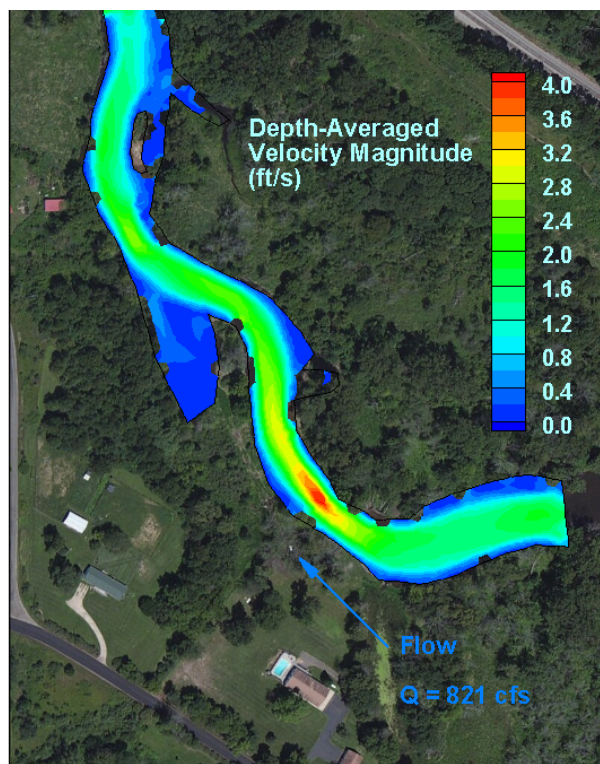 Depth-Averaged
Velocity Magnitude
(ft/s)
4.0
3.6
3.2
2.8
2.4
2.0
1.6
1.2
0.8
0.4
0.0
Flow
Q = 821 cfs